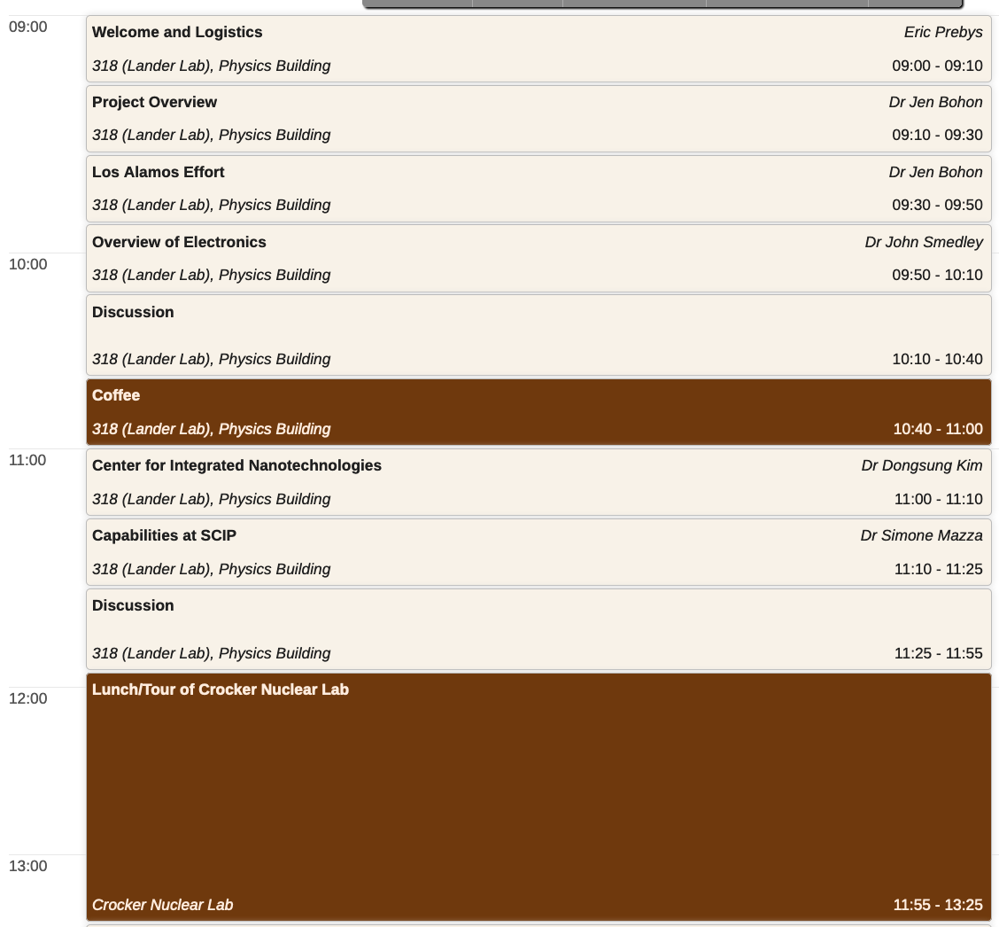 09:00
Welcome and Logistics Eric Prebys
318 (Lander Lab), Physics Building 09:00 - 09:10
Project Overview Dr Jen Bohon
318 (Lander Lab), Physics Building 09:10 - 09:30
Los Alamos Effort Dr Jen Bohon
318 (Lander Lab), Physics Building 09:30 - 09:50
Overview of Electronics Dr John Smedley
10:00
318 (Lander Lab), Physics Building 09:50 - 10:10
Discussion
318 (Lander Lab), Physics Building 10:10 - 10:40
Coffee
318 (Lander Lab), Physics Building 10:40 - 11:00
11:00
Center for Integrated Nanotechnologies Dr Dongsung Kim
318 (Lander Lab), Physics Building 11:00 - 11:10
Capabilities at SCIP Dr Simone Mazza
318 (Lander Lab), Physics Building 11:10 - 11:25
Discussion
318 (Lander Lab), Physics Building 11:25 - 11:55
Lunch/Tour of Crocker Nuclear Lab
12:00
13:00
Crocker Nuclear Lab 11:55 - 13:25